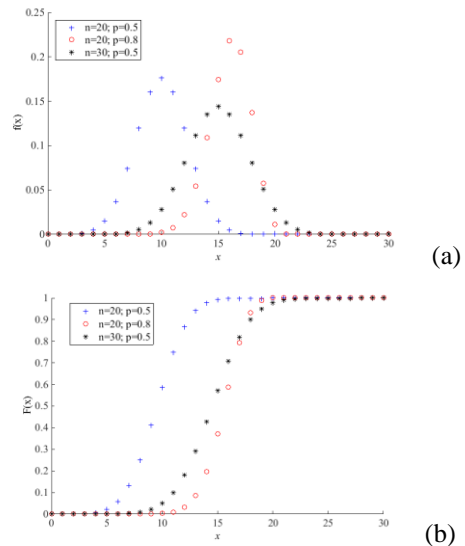 0.25
n=20; p=0.5
n=20; p=0.8
n=30; p=0.5
0.2
0.15
0.1
0.05
0
f(x)
0 5 10 15 20 25 30
x
(a)
1
n=20; p=0.5
n=20; p=0.8
n=30; p=0.5
0.9
0.8
0.7
0.6
0.5
0.4
0.3
0.2
0.1
0
F(x)
0 5 10 15 20 25 30
x
(b)